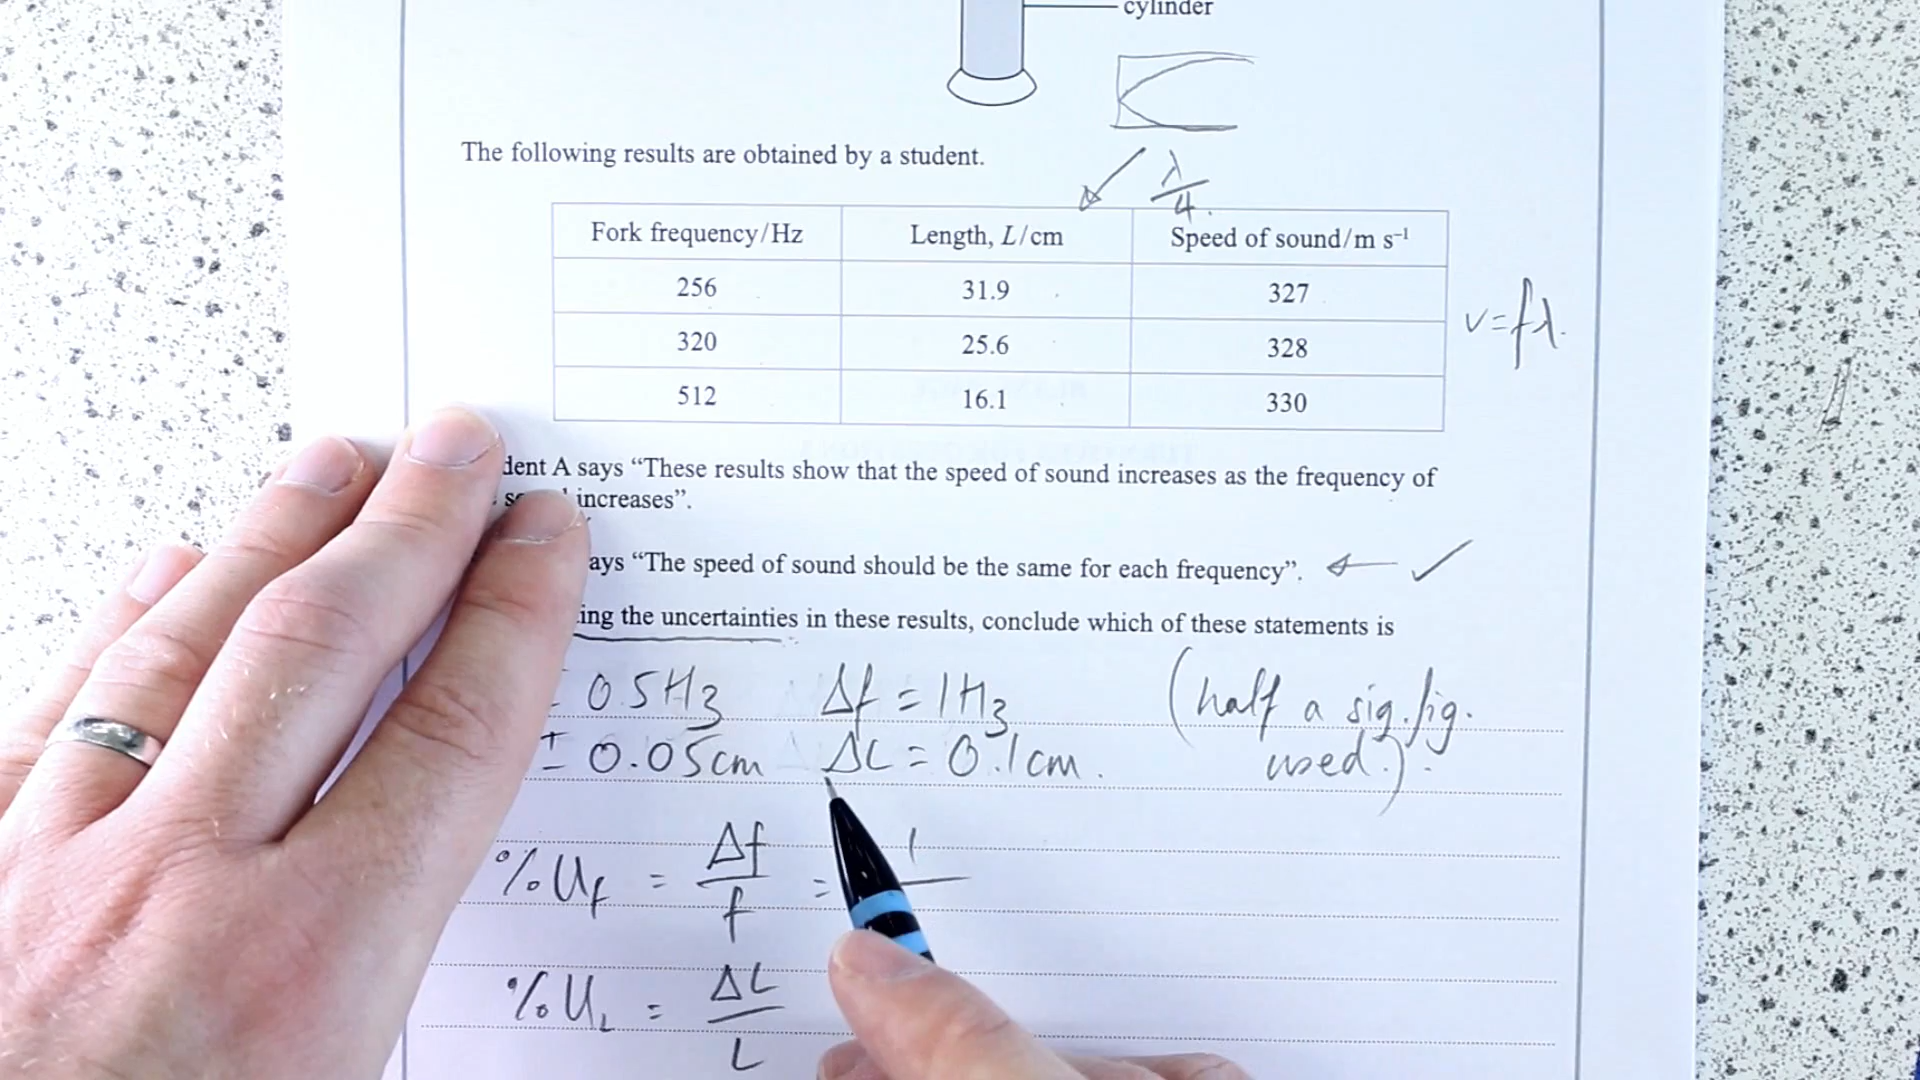 cylinder
The following results are obtained by a student.
λ/4.
Fork frequency/Hz Length, L/cm Speed of sound/m s⁻¹
256 31.9 327
320 25.6 328
512 16.1 330
v=fλ.
dent A says “These results show that the speed of sound increases as the frequency of
increases”.
ays “The speed of sound should be the same for each frequency”. ✓
ing the uncertainties in these results, conclude which of these statements is
0.5Hz Δf = 1Hz (half a sig.fig.
± 0.05cm ΔL = 0.1cm. used.)
%Uf = Δf/f = 1
%UL = ΔL/L